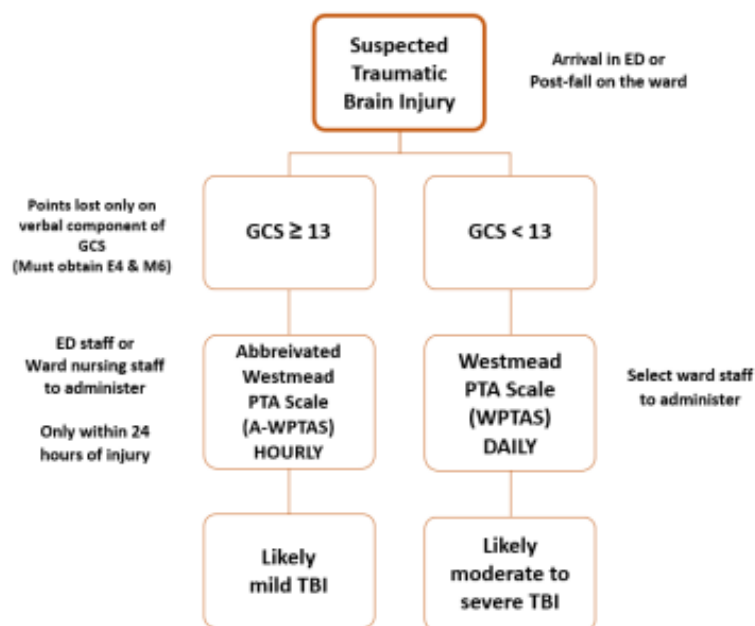 Suspected
Traumatic
Brain Injury
Arrival in ED or
Post-fall on the ward
Points lost only on
verbal component of
GCS
(Must obtain E4 & M6)
GCS ≥ 13
GCS < 13
ED staff or
Ward nursing staff
to administer
Only within 24
hours of injury
Abbreivated
Westmead
PTA Scale
(A-WPTAS)
HOURLY
Westmead
PTA Scale
(WPTAS)
DAILY
Select ward staff
to administer
Likely
mild TBI
Likely
moderate to
severe TBI